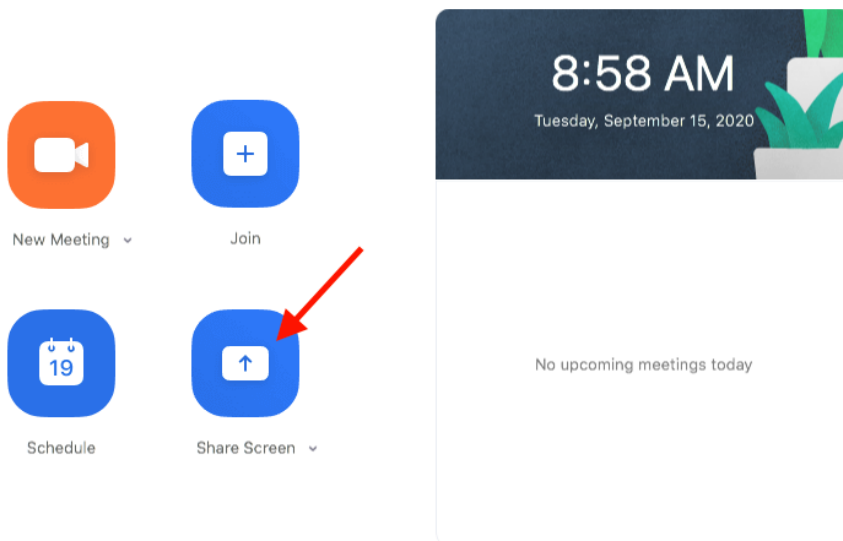 8:58 AM
Tuesday, September 15, 2020
New Meeting
Join
19
Schedule
Share Screen
No upcoming meetings today